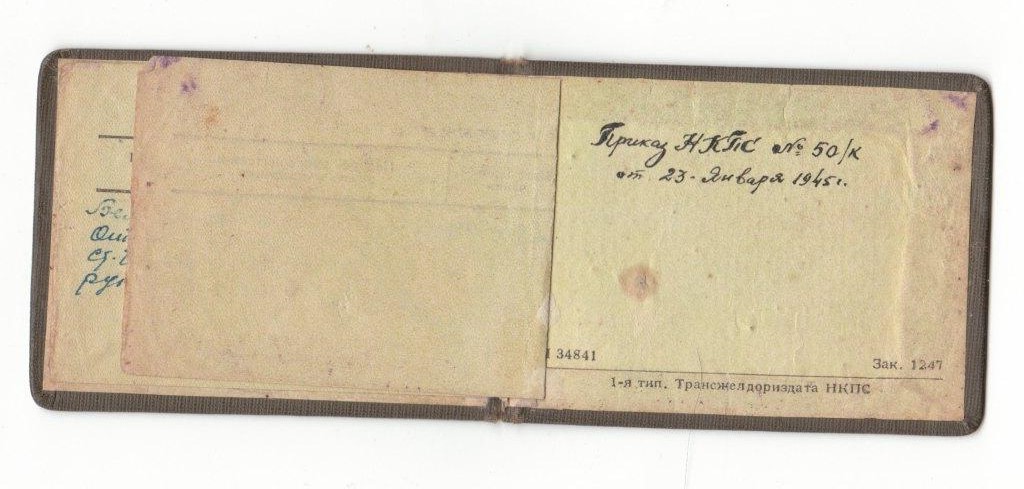 Приказ НКПС № 50/к
от 23 января 1945 г.
34841
Зак. 1247
1-я тип. Трансжелдориздата НКПС